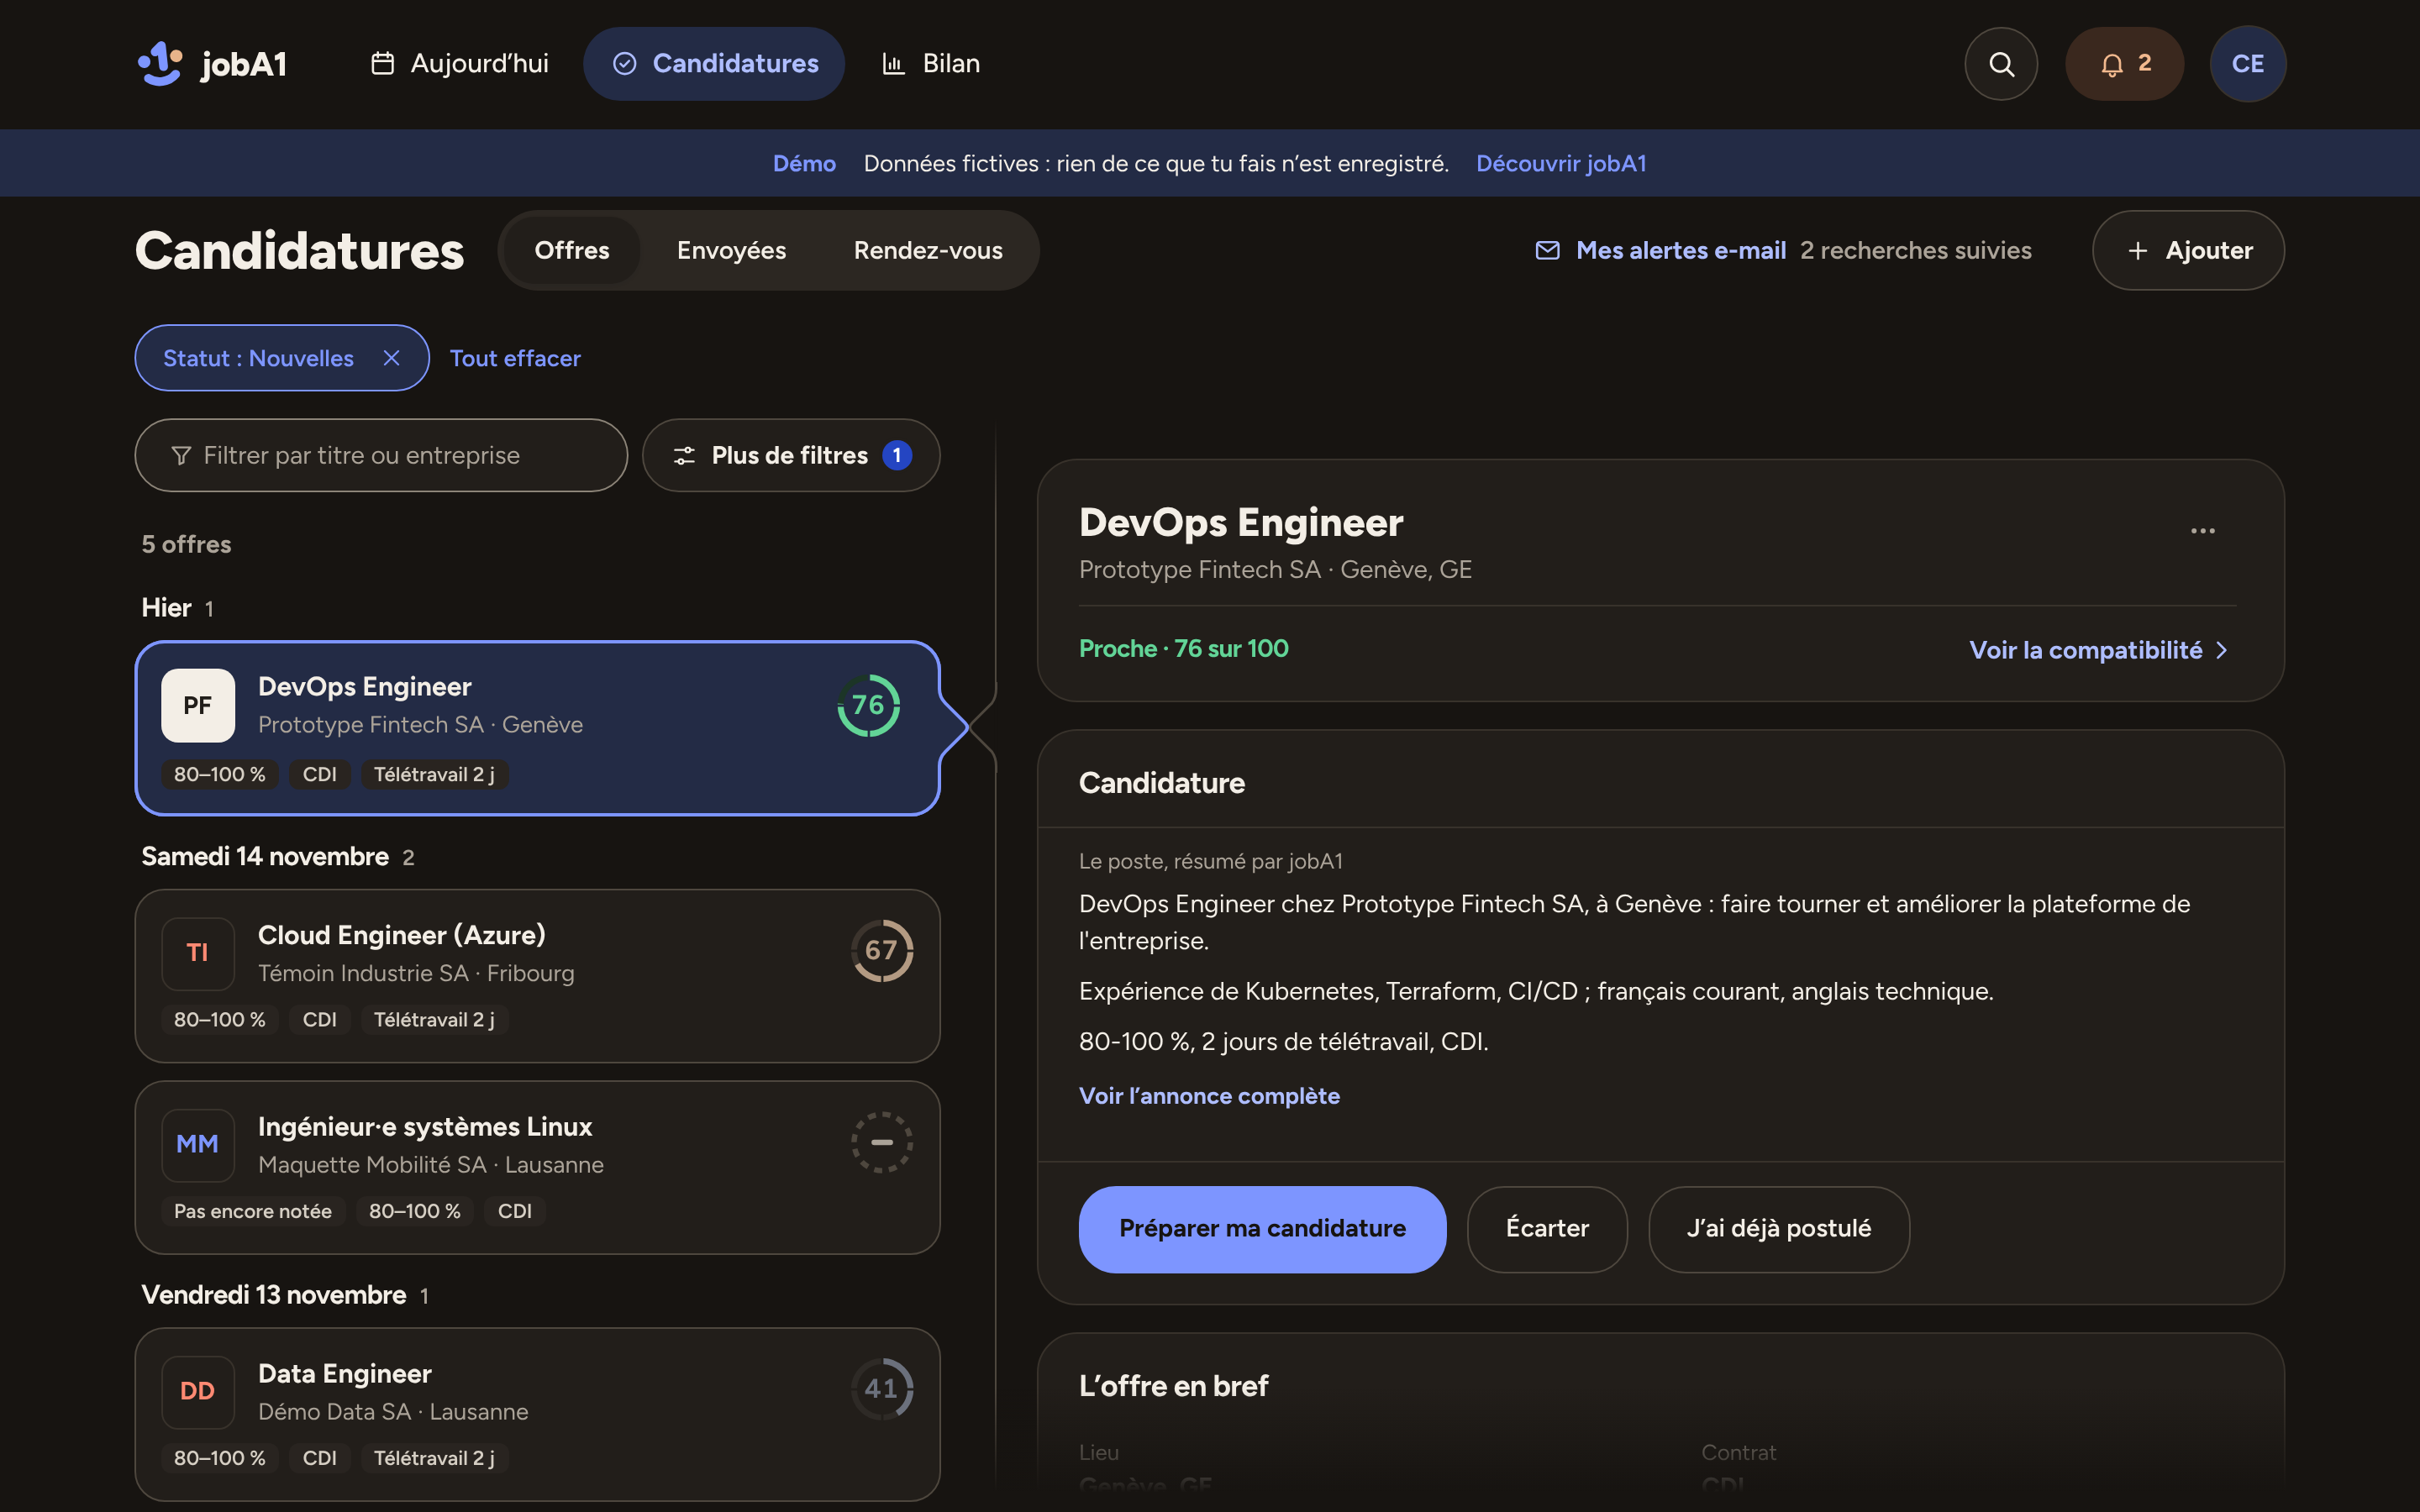 jobA1
Aujourd’hui
Candidatures
Bilan
2
CE
Démo Données fictives : rien de ce que tu fais n’est enregistré. Découvrir jobA1
Candidatures
Offres
Envoyées
Rendez-vous
Mes alertes e-mail 2 recherches suivies
Ajouter
Statut : Nouvelles
Tout effacer
Filtrer par titre ou entreprise
Plus de filtres 1
5 offres
Hier 1
PF
DevOps Engineer
Prototype Fintech SA · Genève
76
80–100 % CDI Télétravail 2 j
Samedi 14 novembre 2
TI
Cloud Engineer (Azure)
Témoin Industrie SA · Fribourg
67
80–100 % CDI Télétravail 2 j
MM
Ingénieur·e systèmes Linux
Maquette Mobilité SA · Lausanne
Pas encore notée 80–100 % CDI
Vendredi 13 novembre 1
DD
Data Engineer
Démo Data SA · Lausanne
41
80–100 % CDI Télétravail 2 j
DevOps Engineer
Prototype Fintech SA · Genève, GE
Proche · 76 sur 100
Voir la compatibilité
Candidature
Le poste, résumé par jobA1
DevOps Engineer chez Prototype Fintech SA, à Genève : faire tourner et améliorer la plateforme de
l'entreprise.
Expérience de Kubernetes, Terraform, CI/CD ; français courant, anglais technique.
80-100 %, 2 jours de télétravail, CDI.
Voir l’annonce complète
Préparer ma candidature
Écarter
J’ai déjà postulé
L’offre en bref
Lieu
Contrat
Genève, GE
CDI